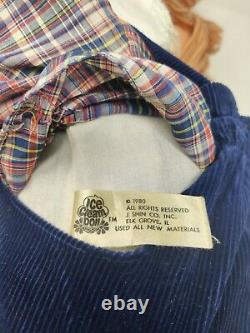 Ice
Cream
Doll
TM
© 1980
ALL RIGHTS RESERVED
J. SHIN CO. INC.
ELK GROVE, IL
USED ALL NEW MATERIALS